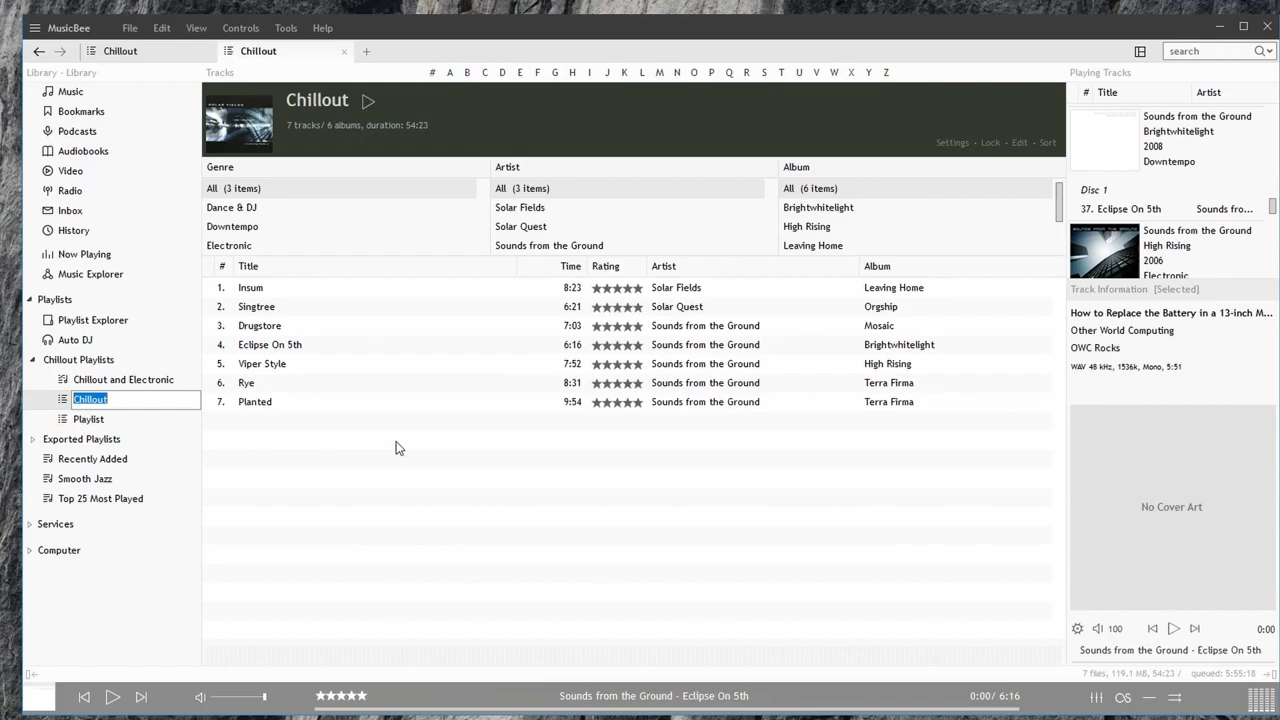 MusicBee File Edit View Controls Tools Help
Chillout Chillout search
Library - Library
Music
Bookmarks
Podcasts
Audiobooks
Video
Radio
Inbox
History
Now Playing
Music Explorer
Playlists
Playlist Explorer
Auto DJ
Chillout Playlists
Chillout and Electronic
Chillout
Playlist
Exported Playlists
Recently Added
Smooth Jazz
Top 25 Most Played
Services
Computer
Tracks # A B C D E F G H I J K L M N O P Q R S T U V W X Y Z
Chillout
7 tracks/ 6 albums, duration: 54:23
Settings · Lock · Edit · Sort
Genre Artist Album
All (3 items) All (3 items) All (6 items)
Dance & DJ Solar Fields Brightwhitelight
Downtempo Solar Quest High Rising
Electronic Sounds from the Ground Leaving Home
# Title Time Rating Artist Album
1. Insum 8:23 Solar Fields Leaving Home
2. Singtree 6:21 Solar Quest Orgship
3. Drugstore 7:03 Sounds from the Ground Mosaic
4. Eclipse On 5th 6:16 Sounds from the Ground Brightwhitelight
5. Viper Style 7:52 Sounds from the Ground High Rising
6. Rye 8:31 Sounds from the Ground Terra Firma
7. Planted 9:54 Sounds from the Ground Terra Firma
Playing Tracks
# Title Artist
Sounds from the Ground
Brightwhitelight
2008
Downtempo
Disc 1
37. Eclipse On 5th Sounds fro...
Sounds from the Ground
High Rising
2006
Electronic
Track Information [Selected]
How to Replace the Battery in a 13-inch M...
Other World Computing
OWC Rocks
WAV 48 kHz, 1536k, Mono, 5:51
No Cover Art
100 0:00
Sounds from the Ground - Eclipse On 5th
7 files, 119.1 MB, 54:23 / queued: 5:55:18
Sounds from the Ground - Eclipse On 5th 0:00/ 6:16